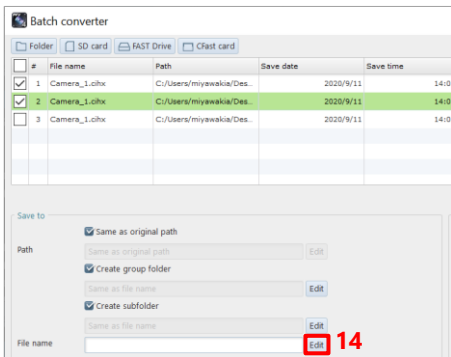 Batch converter
Folder SD card FAST Drive CFast card
# File name Path Save date Save time
1 Camera_1.cihx C:/Users/miyawakia/Des... 2020/9/11 14:0
2 Camera_1.cihx C:/Users/miyawakia/Des... 2020/9/11 14:0
3 Camera_1.cihx C:/Users/miyawakia/Des... 2020/9/11 14:0
Save to
Same as original path
Path Same as original path Edit
Create group folder
Same as file name Edit
Create subfolder
Same as file name Edit
File name Edit 14